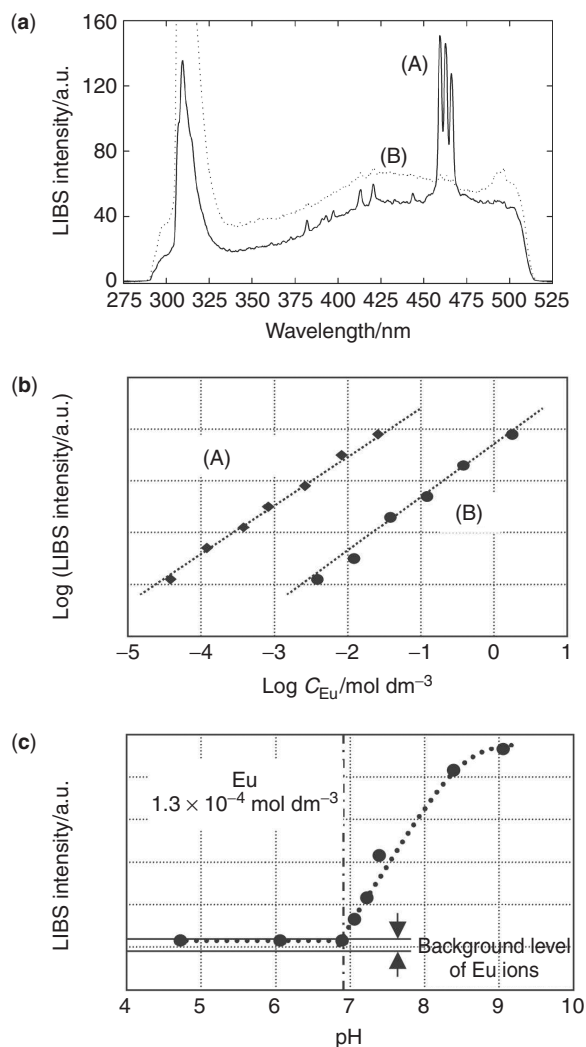 (a)
160
120
80
40
0
LIBS intensity/a.u.
(A)
(B)
275 300 325 350 375 400 425 450 475 500 525
Wavelength/nm
(b)
Log (LIBS intensity/a.u.)
(A)
(B)
−5 −4 −3 −2 −1 0 1
Log C_Eu/mol dm⁻³
(c)
LIBS intensity/a.u.
Eu
1.3 × 10⁻⁴ mol dm⁻³
Background level
of Eu ions
4 5 6 7 8 9 10
pH